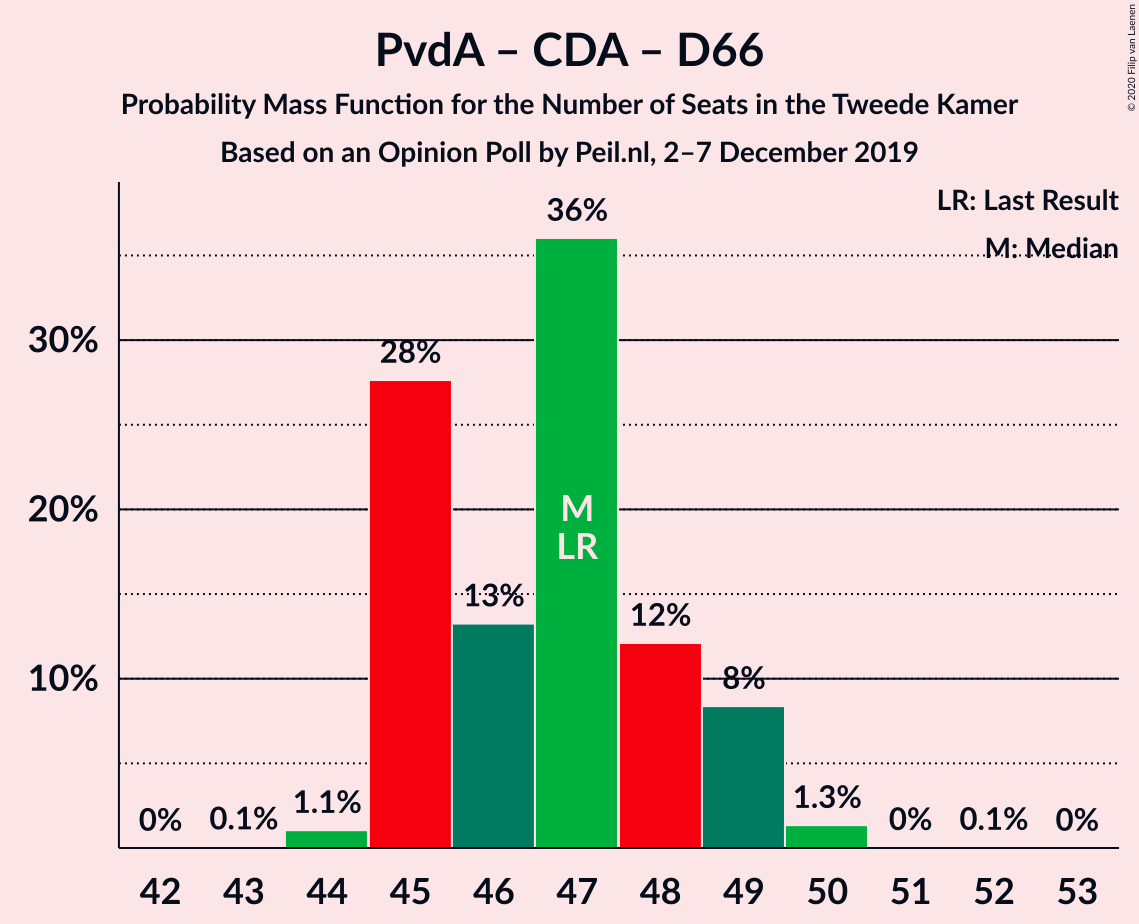 PvdA – CDA – D66
Probability Mass Function for the Number of Seats in the Tweede Kamer
Based on an Opinion Poll by Peil.nl, 2–7 December 2019
© 2020 Filip van Laenen
LR: Last Result
M: Median
36%
30%
28%
20%
M
LR
13%
12%
10%
8%
0%
0.1%
1.1%
1.3%
0%
0.1%
0%
42 43 44 45 46 47 48 49 50 51 52 53